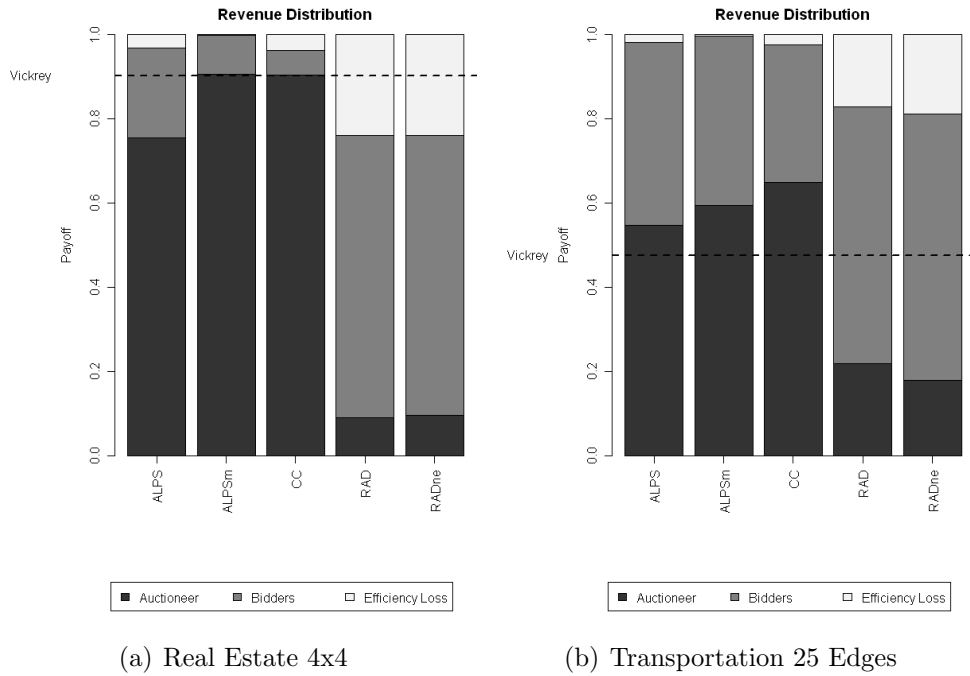 Revenue Distribution
Vickrey
Payoff
0.0 0.2 0.4 0.6 0.8 1.0
ALPS ALPSm CC RAD RADne
Auctioneer Bidders Efficiency Loss
(a) Real Estate 4x4
Revenue Distribution
Vickrey
Payoff
0.0 0.2 0.4 0.6 0.8 1.0
ALPS ALPSm CC RAD RADne
Auctioneer Bidders Efficiency Loss
(b) Transportation 25 Edges